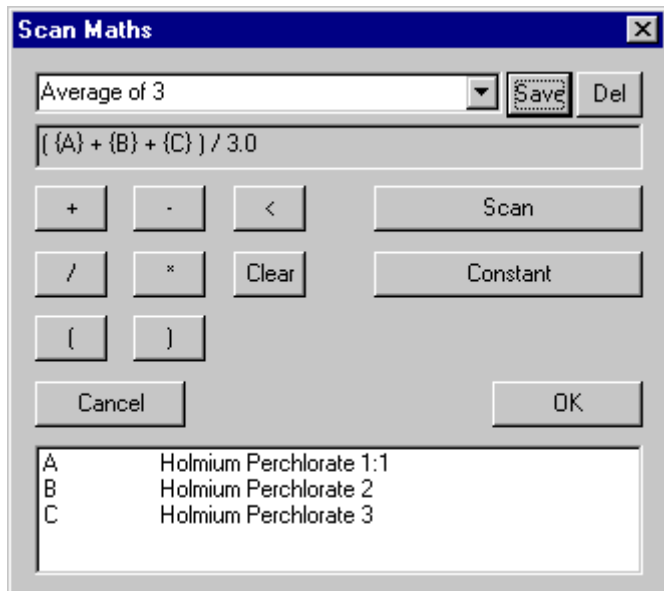 Scan Maths
Average of 3 Save Del
( {A} + {B} + {C} ) / 3.0
+ - < Scan
/ * Clear Constant
( )
Cancel OK
A Holmium Perchlorate 1:1
B Holmium Perchlorate 2
C Holmium Perchlorate 3